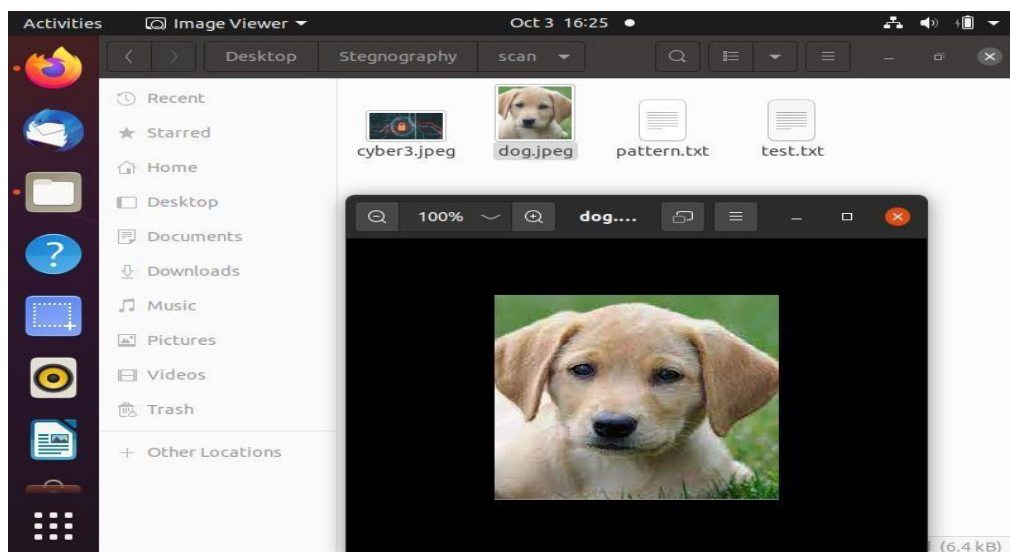 Activities Image Viewer Oct 3 16:25
Desktop Stegnography scan
Recent
Starred
Home
Desktop
Documents
Downloads
Music
Pictures
Videos
Trash
Other Locations
cyber3.jpeg dog.jpeg pattern.txt test.txt
100% dog....
(6.4 kB)